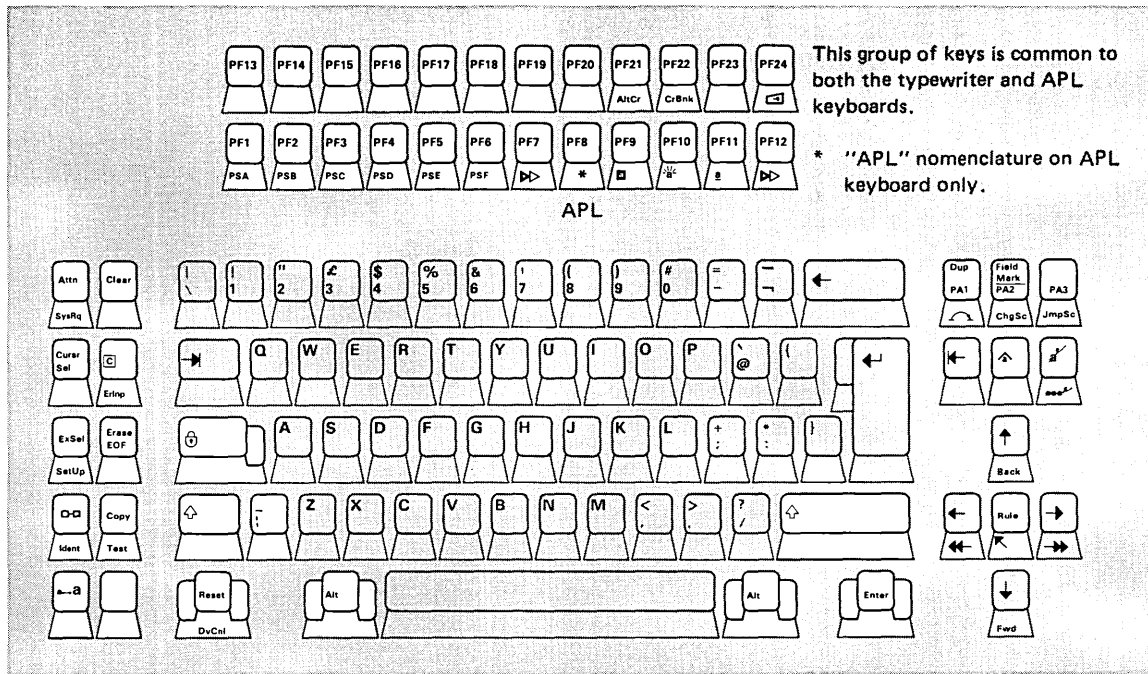 PF13 PF14 PF15 PF16 PF17 PF18 PF19 PF20 PF21 PF22 PF23 PF24
AltCr CrBnk
This group of keys is common to
both the typewriter and APL
keyboards.
PF1 PF2 PF3 PF4 PF5 PF6 PF7 PF8 PF9 PF10 PF11 PF12
PSA PSB PSC PSD PSE PSF * a a
* "APL" nomenclature on APL
keyboard only.
APL
Attn Clear | ! " £ $ % & ' ( ) # = — Dup Field Mark
\ 1 2 3 4 5 6 7 8 9 0 - ¬ ← PA1 PA2 PA3
SysRq ChgSc JmpSc
Cursr Sel C Q W E R T Y U I O P ` {
@
ErInp
ExSel Erase EOF A S D F G H J K L + * }
; :
↑
SetUp Back
Copy Z X C V B N M < > ?
, . /
← Rule →
Ident Test
a a Reset Alt Alt Enter ↓
DvCnl Fwd